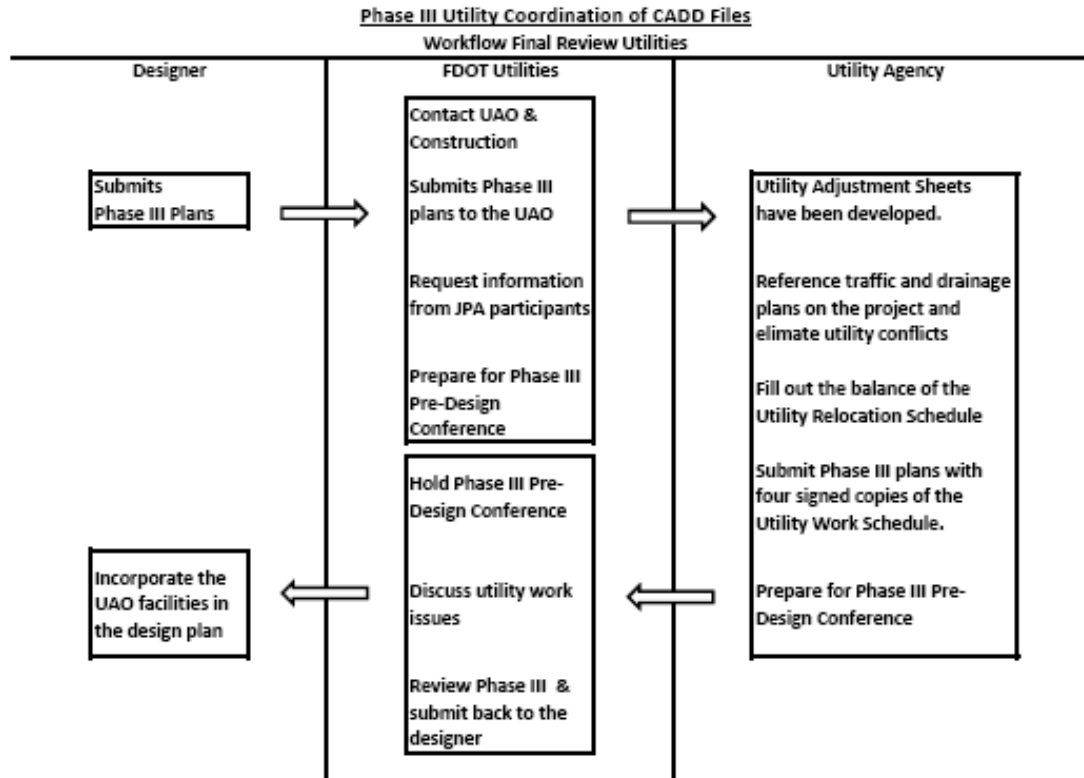 Phase III Utility Coordination of CADD Files
Workflow Final Review Utilities
Designer
FDOT Utilities
Utility Agency
Submits
Phase III Plans
Contact UAO &
Construction
Submits Phase III
plans to the UAO
Request information
from JPA participants
Prepare for Phase III
Pre-Design
Conference
Utility Adjustment Sheets
have been developed.
Reference traffic and drainage
plans on the project and
elimate utility conflicts
Fill out the balance of the
Utility Relocation Schedule
Submit Phase III plans with
four signed copies of the
Utility Work Schedule.
Prepare for Phase III Pre-
Design Conference
Hold Phase III Pre-
Design Conference
Discuss utility work
issues
Review Phase III &
submit back to the
designer
Incorporate the
UAO facilities in
the design plan